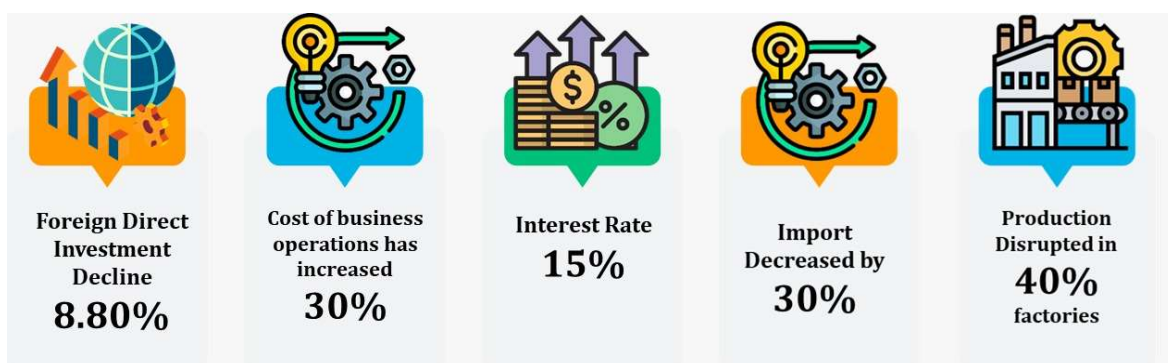 Foreign Direct
Investment
Decline
8.80%
Cost of business
operations has
increased
30%
Interest Rate
15%
Import
Decreased by
30%
Production
Disrupted in
40%
factories